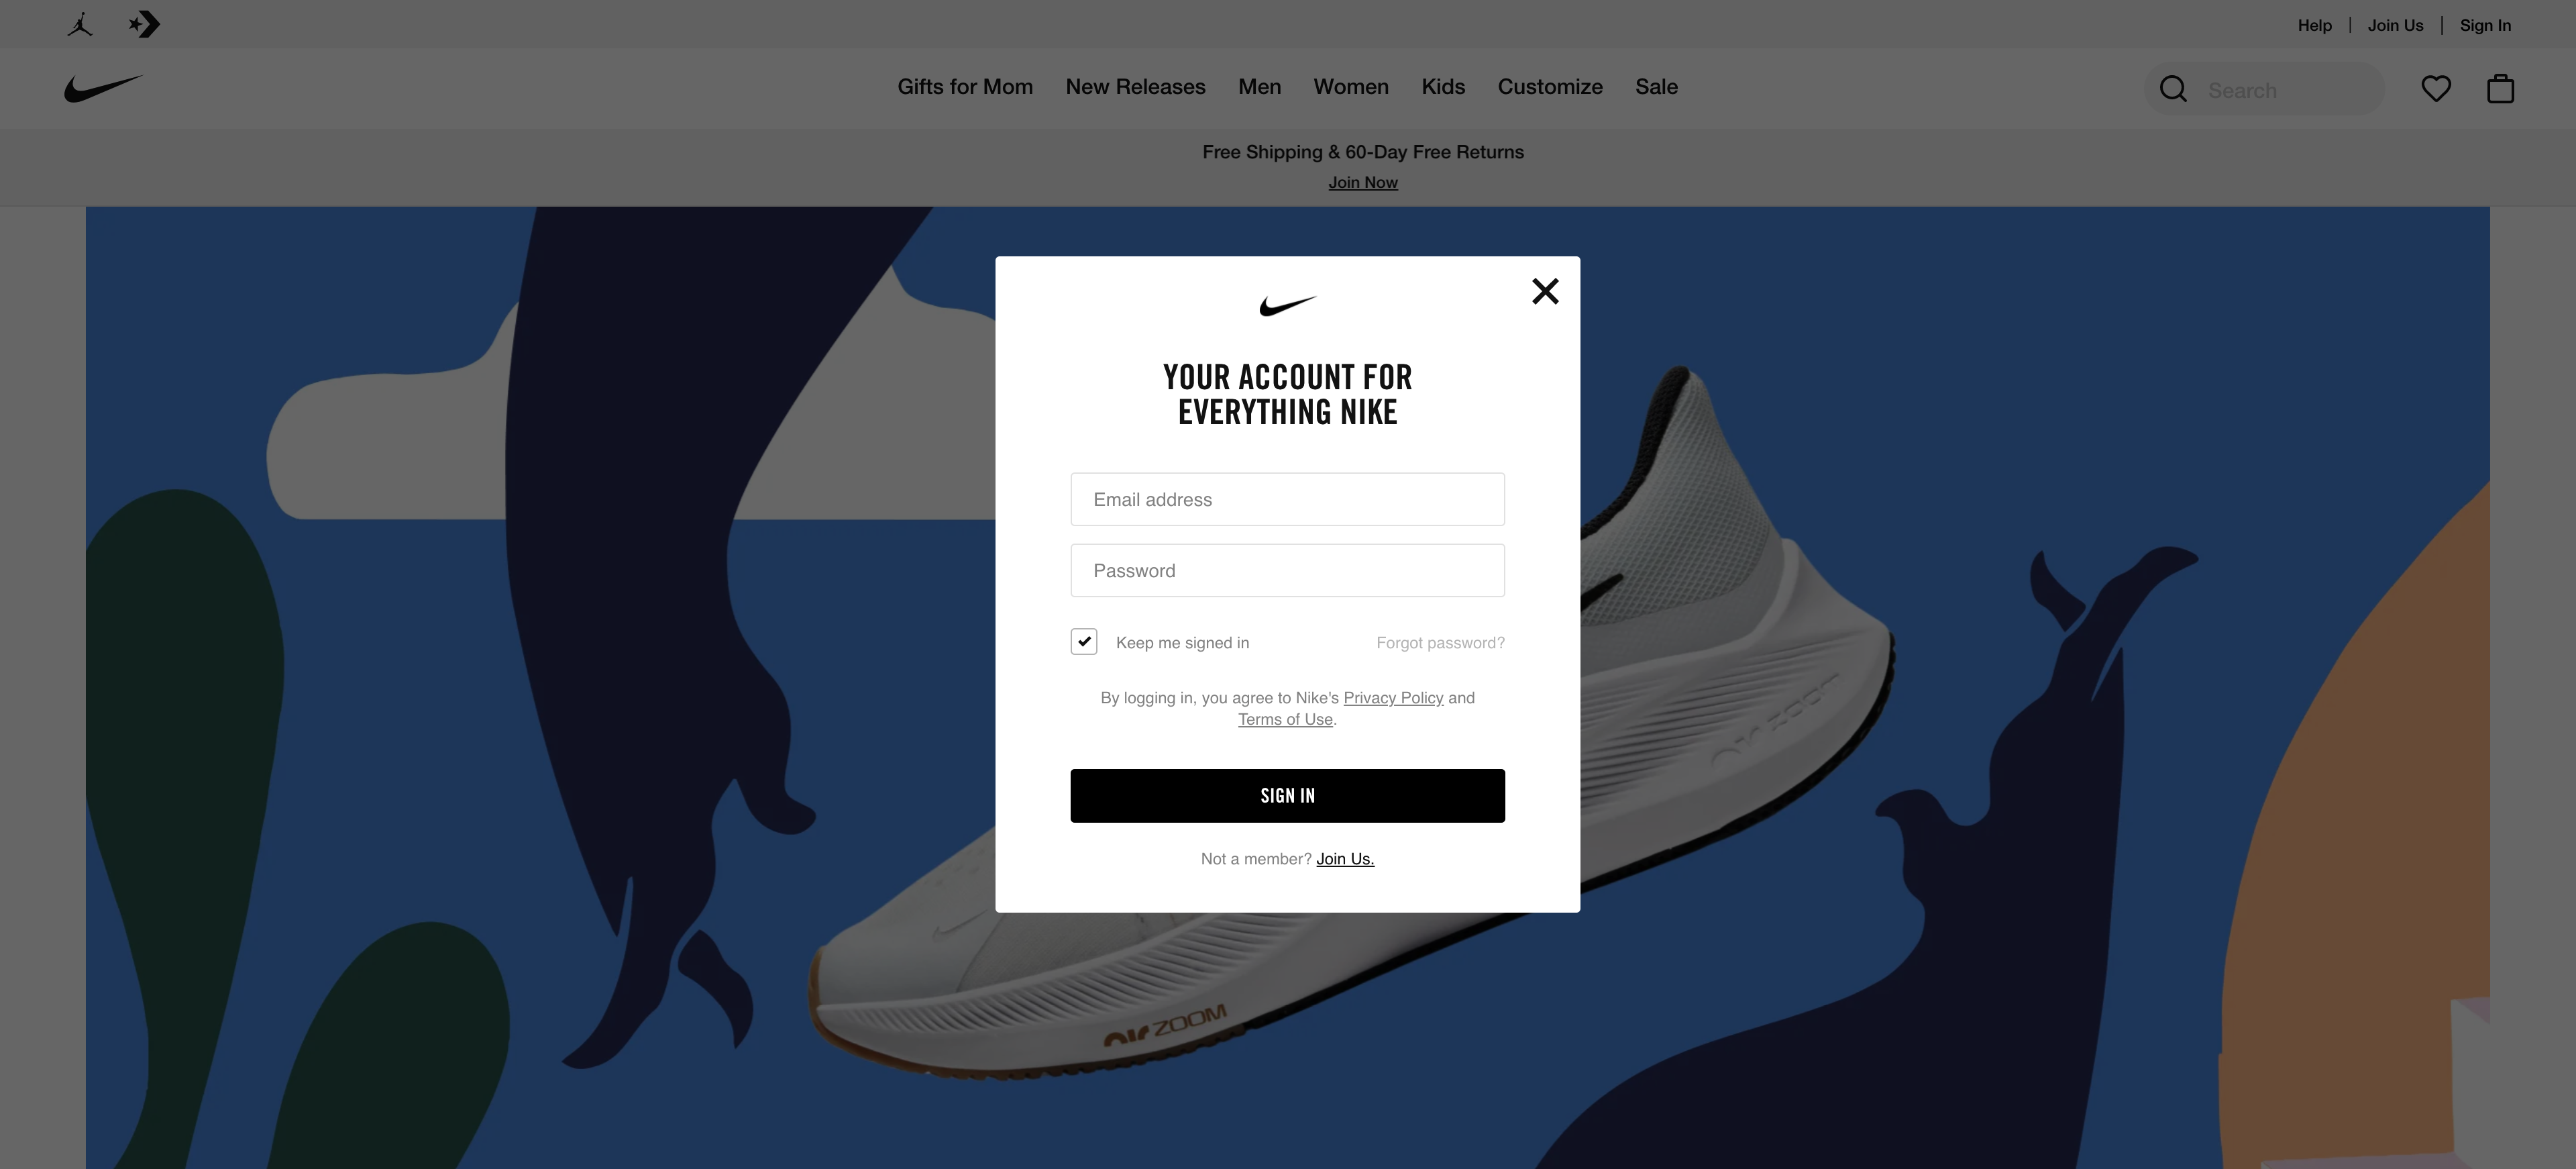 Help | Join Us | Sign In
Gifts for Mom New Releases Men Women Kids Customize Sale
Search
Free Shipping & 60-Day Free Returns
Join Now
YOUR ACCOUNT FOR
EVERYTHING NIKE
Email address
Password
Keep me signed in Forgot password?
By logging in, you agree to Nike's Privacy Policy and
Terms of Use.
SIGN IN
Not a member? Join Us.
air ZOOM